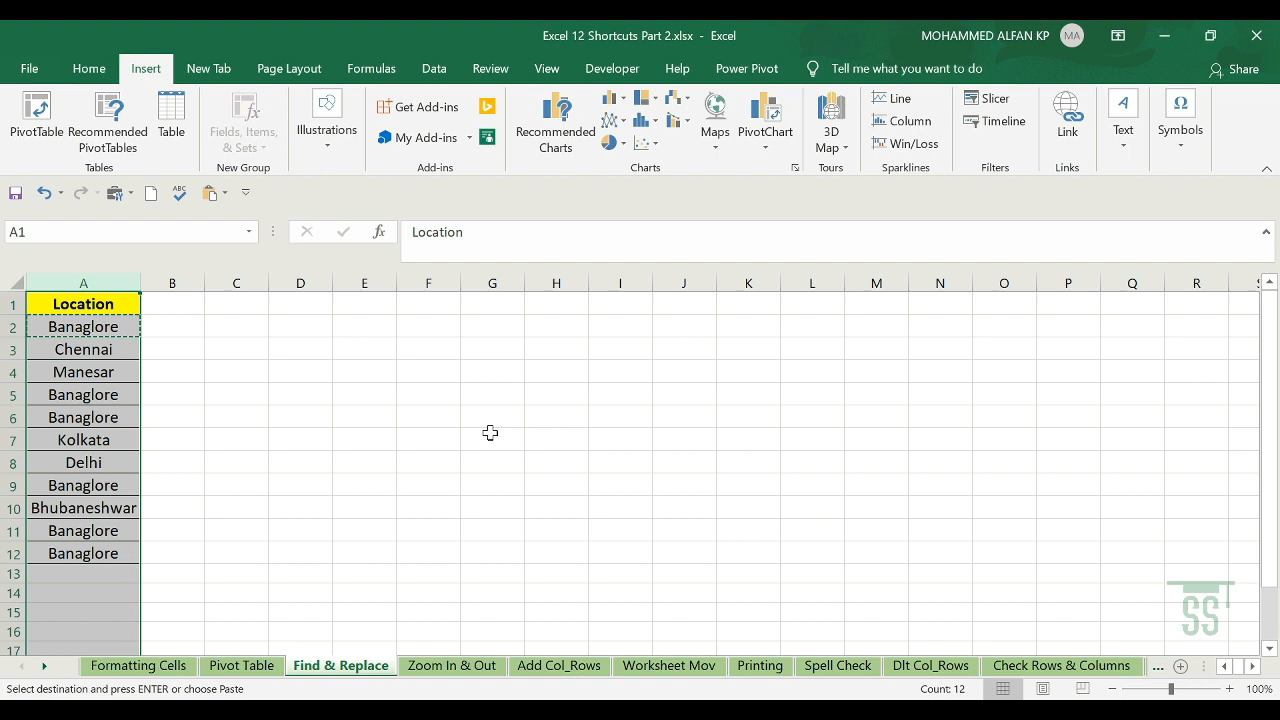 Excel 12 Shortcuts Part 2.xlsx - Excel
MOHAMMED ALFAN KP MA
File Home Insert New Tab Page Layout Formulas Data Review View Developer Help Power Pivot Tell me what you want to do Share
PivotTable
Recommended
PivotTables
Table
Tables
Fields, Items,
& Sets
New Group
Illustrations
Get Add-ins
My Add-ins
Add-ins
Recommended
Charts
Maps
PivotChart
Charts
3D
Map
Tours
Line
Column
Win/Loss
Sparklines
Slicer
Timeline
Filters
Link
Links
A
Text
Ω
Symbols
ABC
A1 fx Location
A B C D E F G H I J K L M N O P Q R
1 Location
2 Banaglore
3 Chennai
4 Manesar
5 Banaglore
6 Banaglore
7 Kolkata
8 Delhi
9 Banaglore
10 Bhubaneshwar
11 Banaglore
12 Banaglore
13
14
15
16
17
SS
Formatting Cells Pivot Table Find & Replace Zoom In & Out Add Col_Rows Worksheet Mov Printing Spell Check Dlt Col_Rows Check Rows & Columns ...
Select destination and press ENTER or choose Paste Count: 12 100%